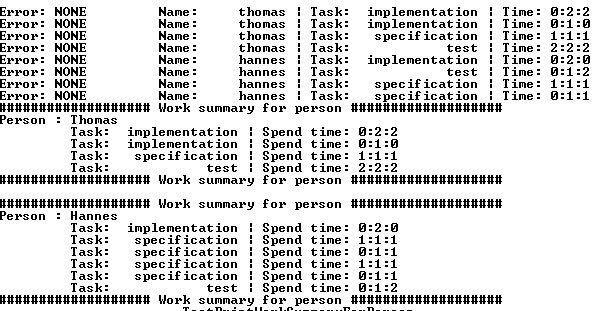 Error: NONE Name: thomas | Task: implementation | Time: 0:2:2
Error: NONE Name: thomas | Task: implementation | Time: 0:1:0
Error: NONE Name: thomas | Task: specification | Time: 1:1:1
Error: NONE Name: thomas | Task: test | Time: 2:2:2
Error: NONE Name: hannes | Task: implementation | Time: 0:2:0
Error: NONE Name: hannes | Task: test | Time: 0:1:2
Error: NONE Name: hannes | Task: specification | Time: 1:1:1
Error: NONE Name: hannes | Task: specification | Time: 0:1:1
################### Work summary for person ###################
Person : Thomas
Task: implementation | Spend time: 0:2:2
Task: implementation | Spend time: 0:1:0
Task: specification | Spend time: 1:1:1
Task: test | Spend time: 2:2:2
################### Work summary for person ###################
################### Work summary for person ###################
Person : Hannes
Task: implementation | Spend time: 0:2:0
Task: specification | Spend time: 1:1:1
Task: specification | Spend time: 0:1:1
Task: specification | Spend time: 1:1:1
Task: specification | Spend time: 0:1:1
Task: test | Spend time: 0:1:2
################### Work summary for person ###################
TestPrintWorkSummaryForPerson